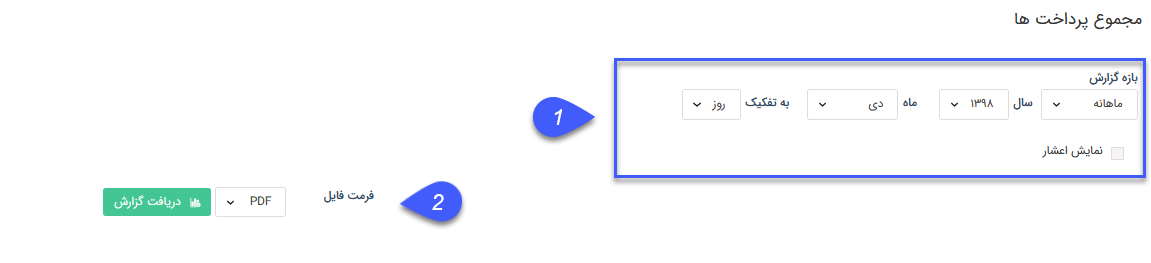 مجموع پرداخت ها
بازه گزارش
ماهانه سال ۱۳۹۸ ماه دی به تفکیک روز
1
نمایش اعشار
2
فرمت فایل PDF دریافت گزارش